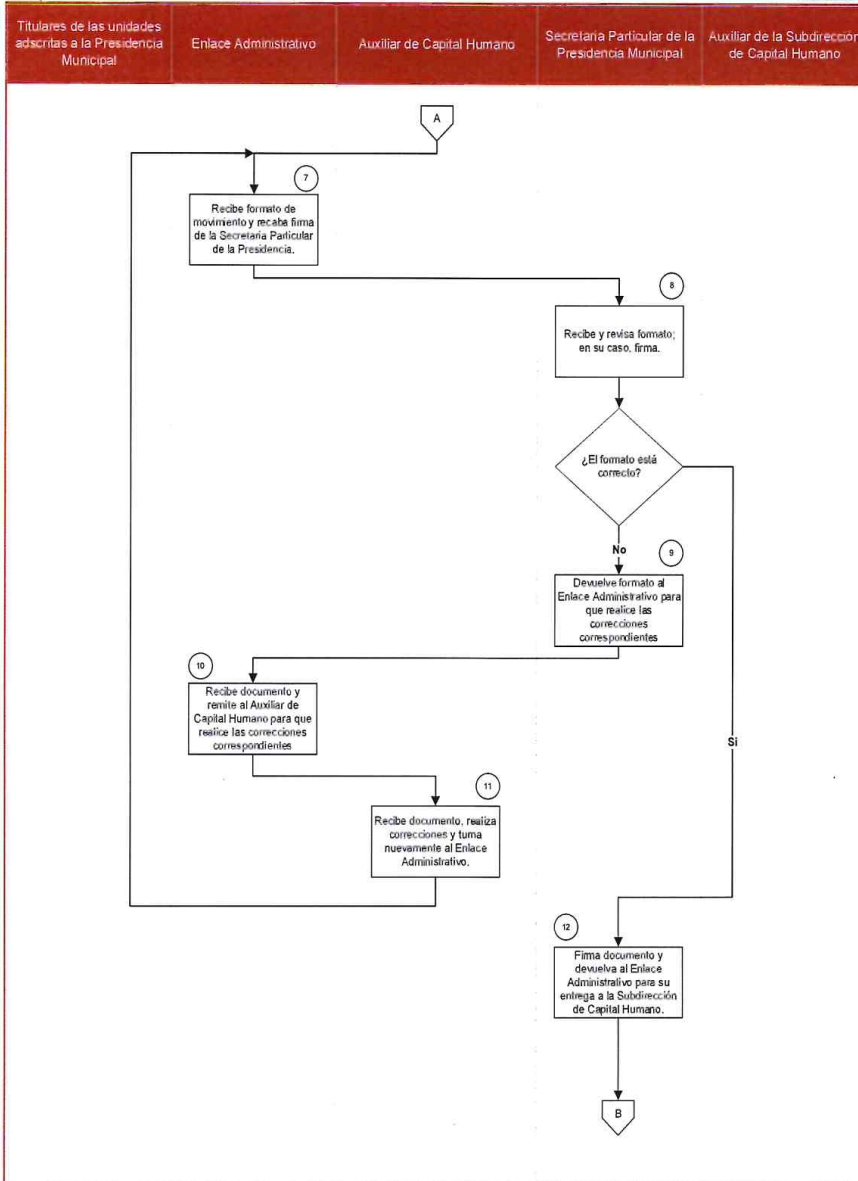 Titulares de las unidades
adscritas a la Presidencia
Municipal
Enlace Administrativo
Auxiliar de Capital Humano
Secretaria Particular de la
Presidencia Municipal
Auxiliar de la Subdirección
de Capital Humano
A
7
Recibe formato de
movimiento y recaba firma
de la Secretaria Particular
de la Presidencia.
8
Recibe y revisa formato;
en su caso, firma.
¿El formato está
correcto?
No
9
Devuelve formato al
Enlace Administrativo para
que realice las
correcciones
correspondientes
10
Recibe documento y
remite al Auxiliar de
Capital Humano para que
realice las correcciones
correspondientes
Si
11
Recibe documento, realiza
correcciones y turna
nuevamente al Enlace
Administrativo.
12
Firma documento y
devuelva al Enlace
Administrativo para su
entrega a la Subdirección
de Capital Humano.
B